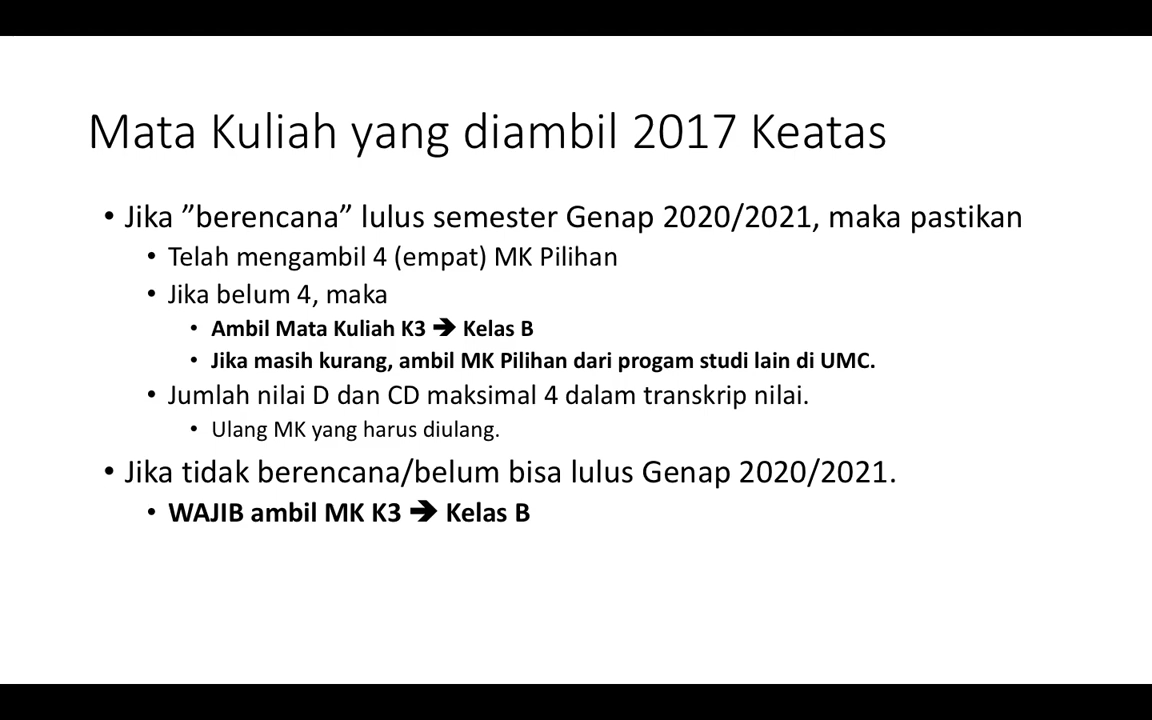 Mata Kuliah yang diambil 2017 Keatas
• Jika ”berencana” lulus semester Genap 2020/2021, maka pastikan
• Telah mengambil 4 (empat) MK Pilihan
• Jika belum 4, maka
• Ambil Mata Kuliah K3 ➔ Kelas B
• Jika masih kurang, ambil MK Pilihan dari progam studi lain di UMC.
• Jumlah nilai D dan CD maksimal 4 dalam transkrip nilai.
• Ulang MK yang harus diulang.
• Jika tidak berencana/belum bisa lulus Genap 2020/2021.
• WAJIB ambil MK K3 ➔ Kelas B